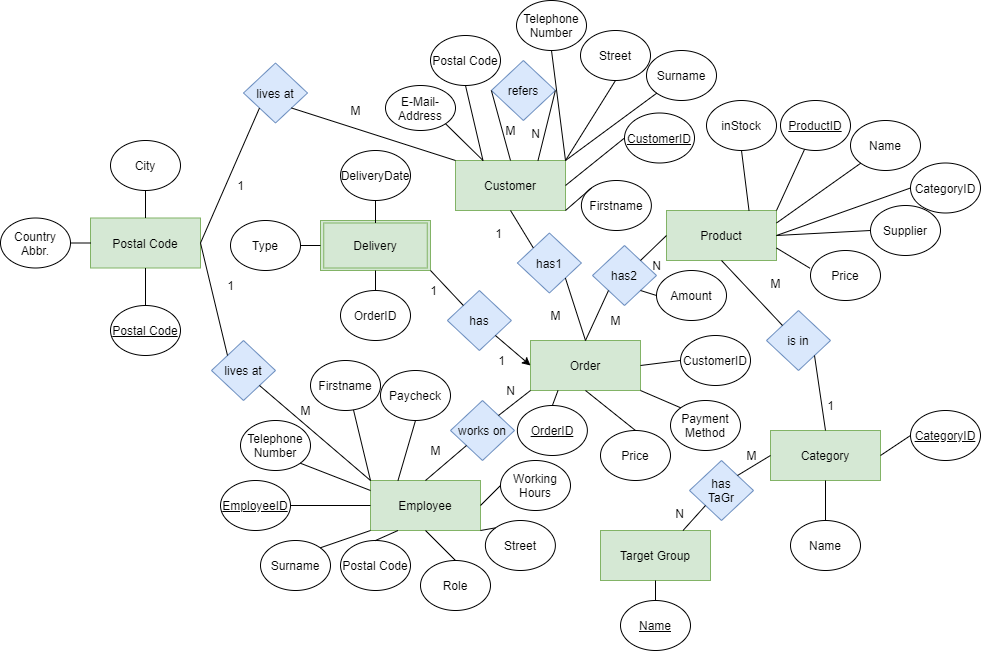 Telephone
Number
Postal Code
refers
Street
Surname
lives at
M
E-Mail-
Address
M
N
CustomerID
inStock
ProductID
Name
City
DeliveryDate
Customer
Firstname
CategoryID
1
Country
Abbr.
Postal Code
Type
Delivery
1
Product
Supplier
has1
has2
N
Price
1
1
M
Amount
Postal Code
OrderID
has
M
M
is in
lives at
1
Order
CustomerID
Firstname
Paycheck
N
M
1
Telephone
Number
M
works on
OrderID
Payment
Method
Price
Category
CategoryID
EmployeeID
Employee
Working
Hours
M
has
TaGr
N
Surname
Postal Code
Role
Street
Target Group
Name
Name